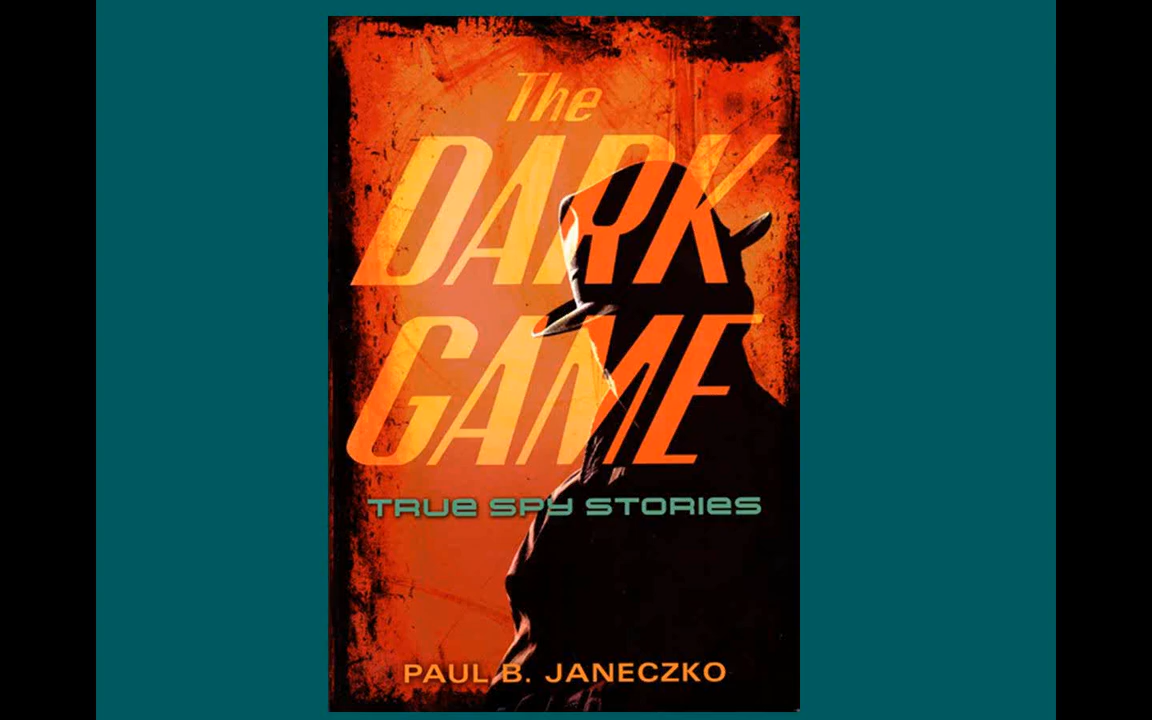 The
DARK
GAME
TRUE SPY STORIES
PAUL B. JANECZKO